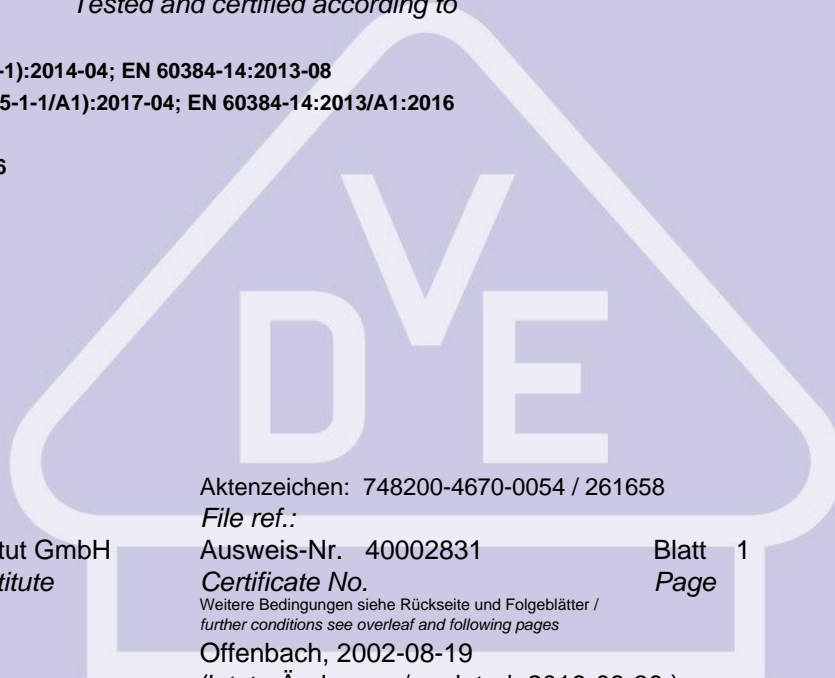 Tested and certified according to
-1):2014-04; EN 60384-14:2013-08
5-1-1/A1):2017-04; EN 60384-14:2013/A1:2016
6
VDE
Aktenzeichen: 748200-4670-0054 / 261658
File ref.:
tut GmbH Ausweis-Nr. 40002831 Blatt 1
titute Certificate No. Page
Weitere Bedingungen siehe Rückseite und Folgeblätter /
further conditions see overleaf and following pages
Offenbach, 2002-08-19